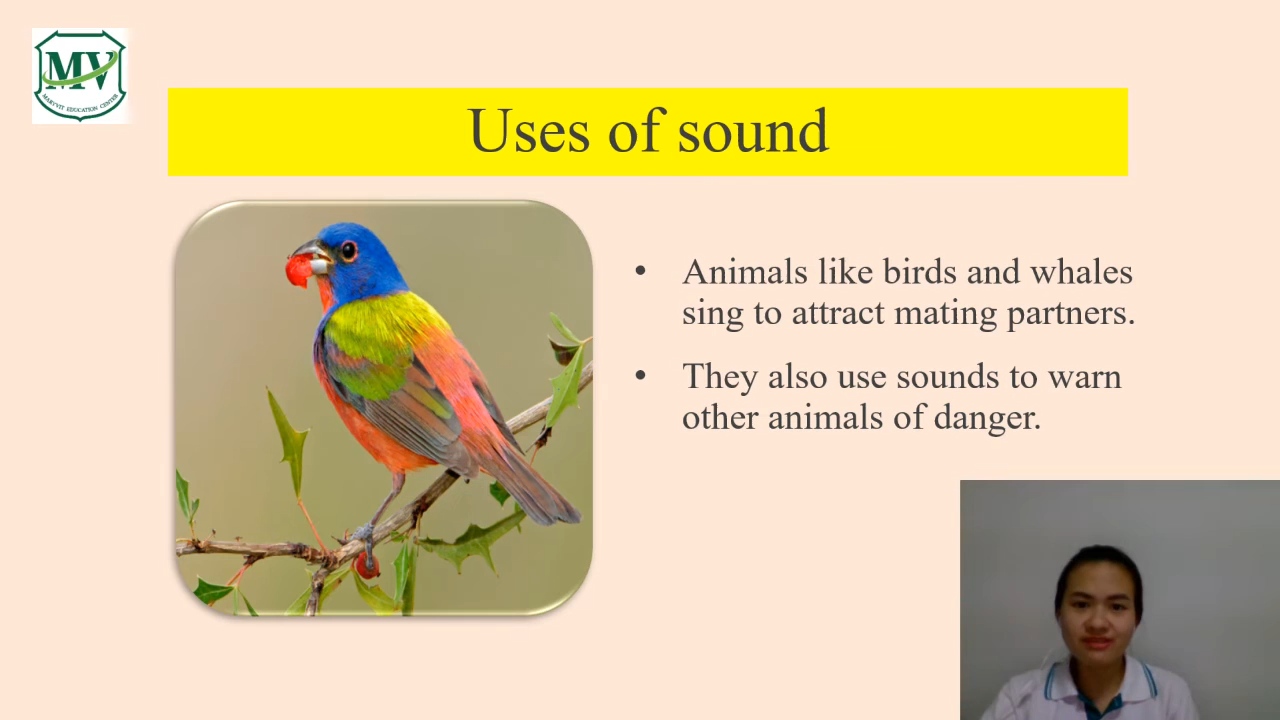 MV
MARYVIT EDUCATION CENTER
Uses of sound
• Animals like birds and whales
sing to attract mating partners.
• They also use sounds to warn
other animals of danger.